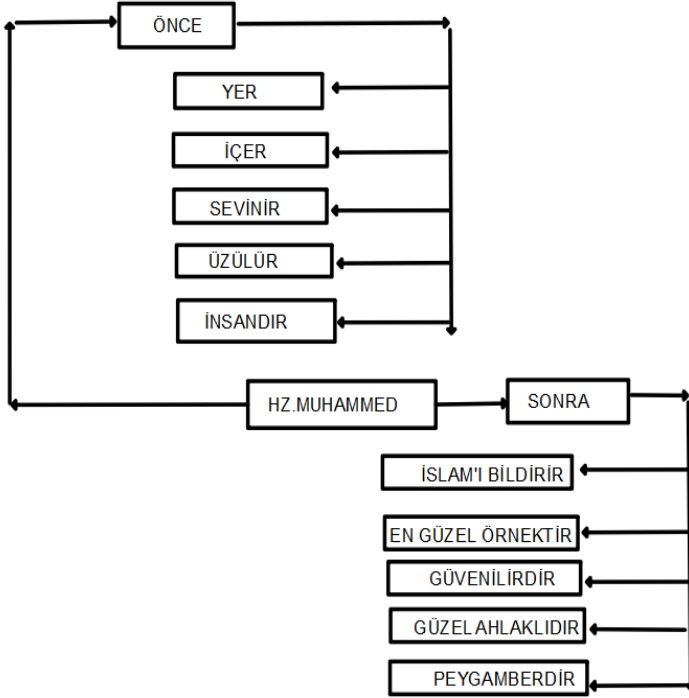 ÖNCE
YER
İÇER
SEVİNİR
ÜZÜLÜR
İNSANDIR
HZ.MUHAMMED
SONRA
İSLAM'I BİLDİRİR
EN GÜZEL ÖRNEKTİR
GÜVENİLİRDİR
GÜZEL AHLAKLIDIR
PEYGAMBERDİR